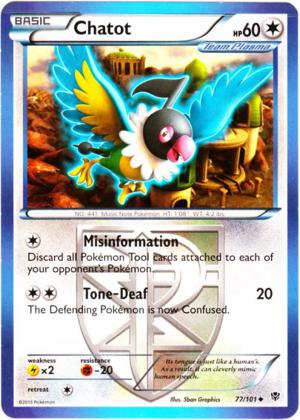 BASIC
Chatot
HP60
Team Plasma
NO. 441 Music Note Pokémon HT: 1'08" WT: 4.2 lbs.
Misinformation
Discard all Pokémon Tool cards attached to each of
your opponent's Pokémon.
Tone-Deaf 20
The Defending Pokémon is now Confused.
weakness
×2
resistance
-20
retreat
Its tongue is just like a human's.
As a result, it can cleverly mimic
human speech.
Illus. 5ban Graphics
77/101
©2013 Pokémon